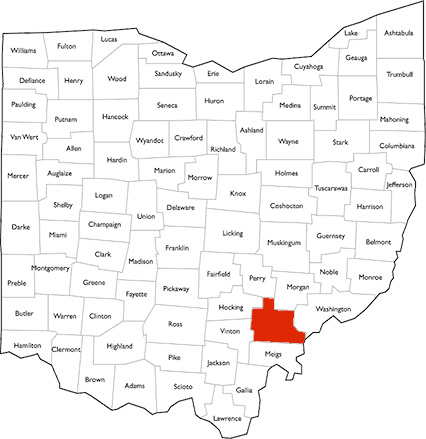 Williams
Fulton
Lucas
Ottawa
Lake
Ashtabula
Geauga
Cuyahoga
Defiance
Henry
Wood
Sandusky
Erie
Lorain
Trumbull
Paulding
Putnam
Hancock
Seneca
Huron
Medina
Summit
Portage
Mahoning
Van Wert
Allen
Wyandot
Crawford
Richland
Ashland
Wayne
Stark
Columbiana
Mercer
Auglaize
Hardin
Marion
Morrow
Holmes
Carroll
Jefferson
Tuscarawas
Harrison
Shelby
Logan
Union
Delaware
Knox
Coshocton
Darke
Miami
Champaign
Franklin
Licking
Muskingum
Guernsey
Belmont
Clark
Madison
Montgomery
Preble
Greene
Fayette
Pickaway
Fairfield
Perry
Morgan
Noble
Monroe
Butler
Warren
Clinton
Ross
Hocking
Washington
Vinton
Hamilton
Clermont
Highland
Pike
Jackson
Meigs
Brown
Adams
Scioto
Gallia
Lawrence